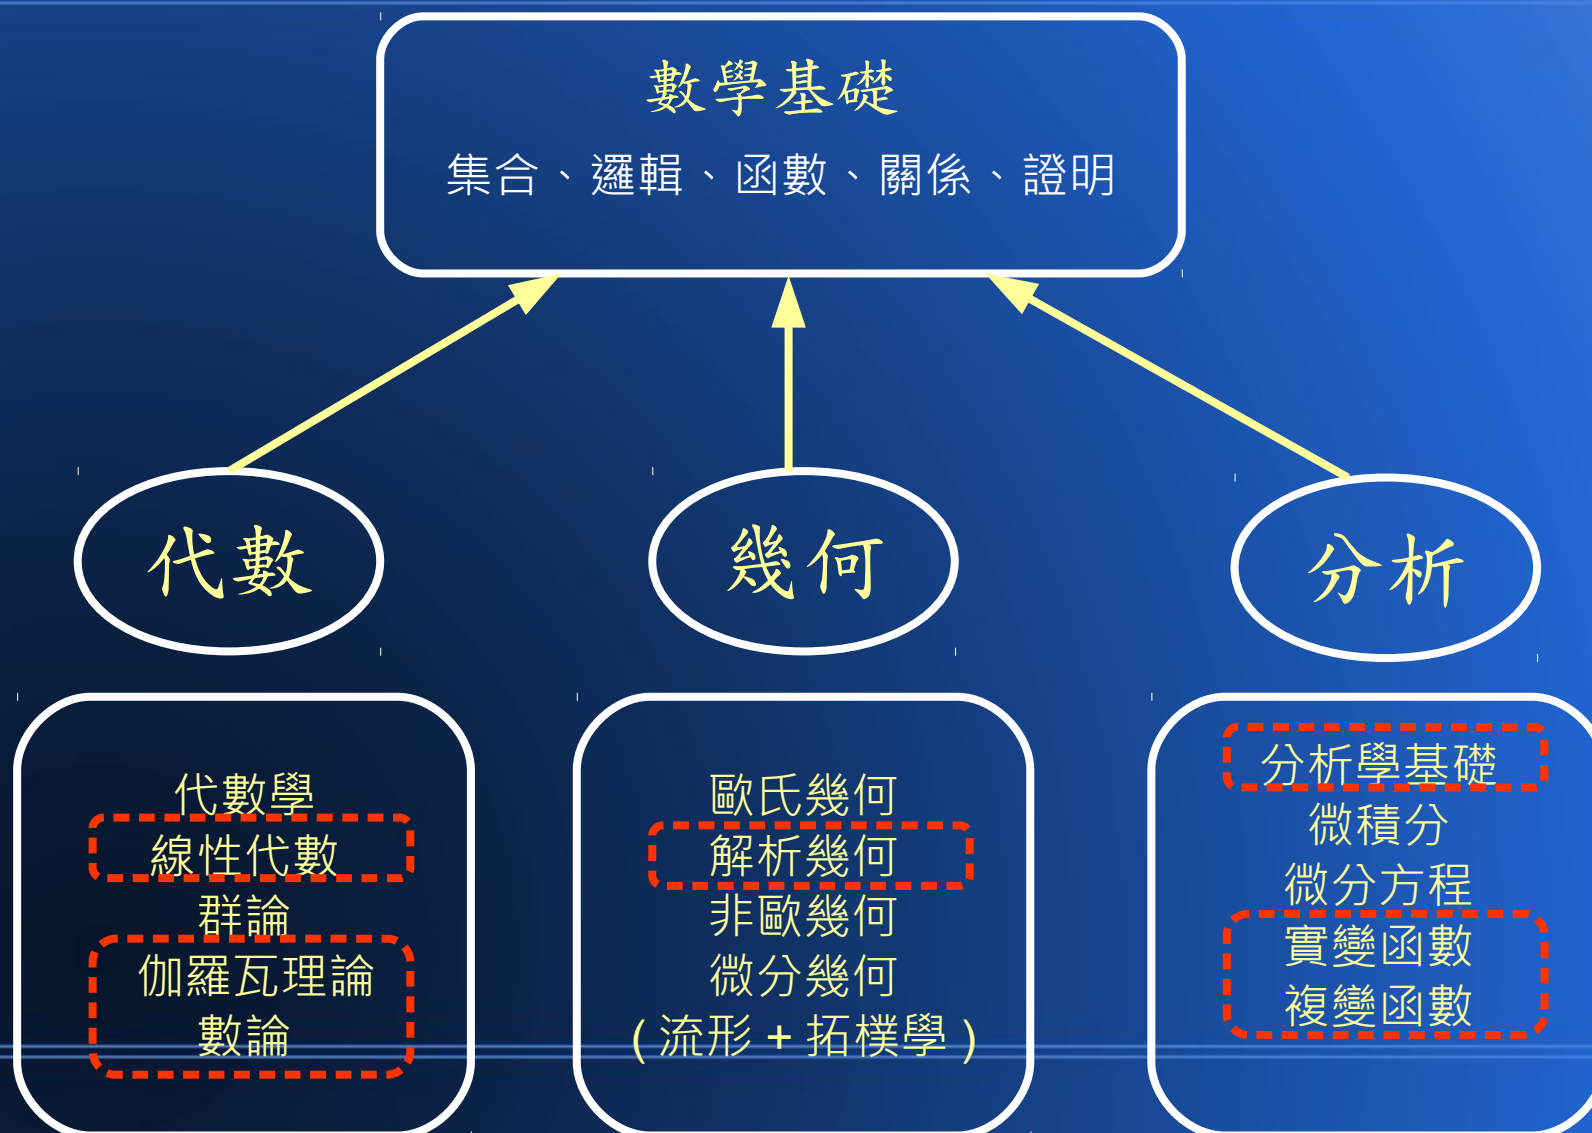 數學基礎
集合、邏輯、函數、關係、證明
代數
幾何
分析
代數學
線性代數
群論
伽羅瓦理論
數論
歐氏幾何
解析幾何
非歐幾何
微分幾何
( 流形 + 拓樸學 )
分析學基礎
微積分
微分方程
實變函數
複變函數